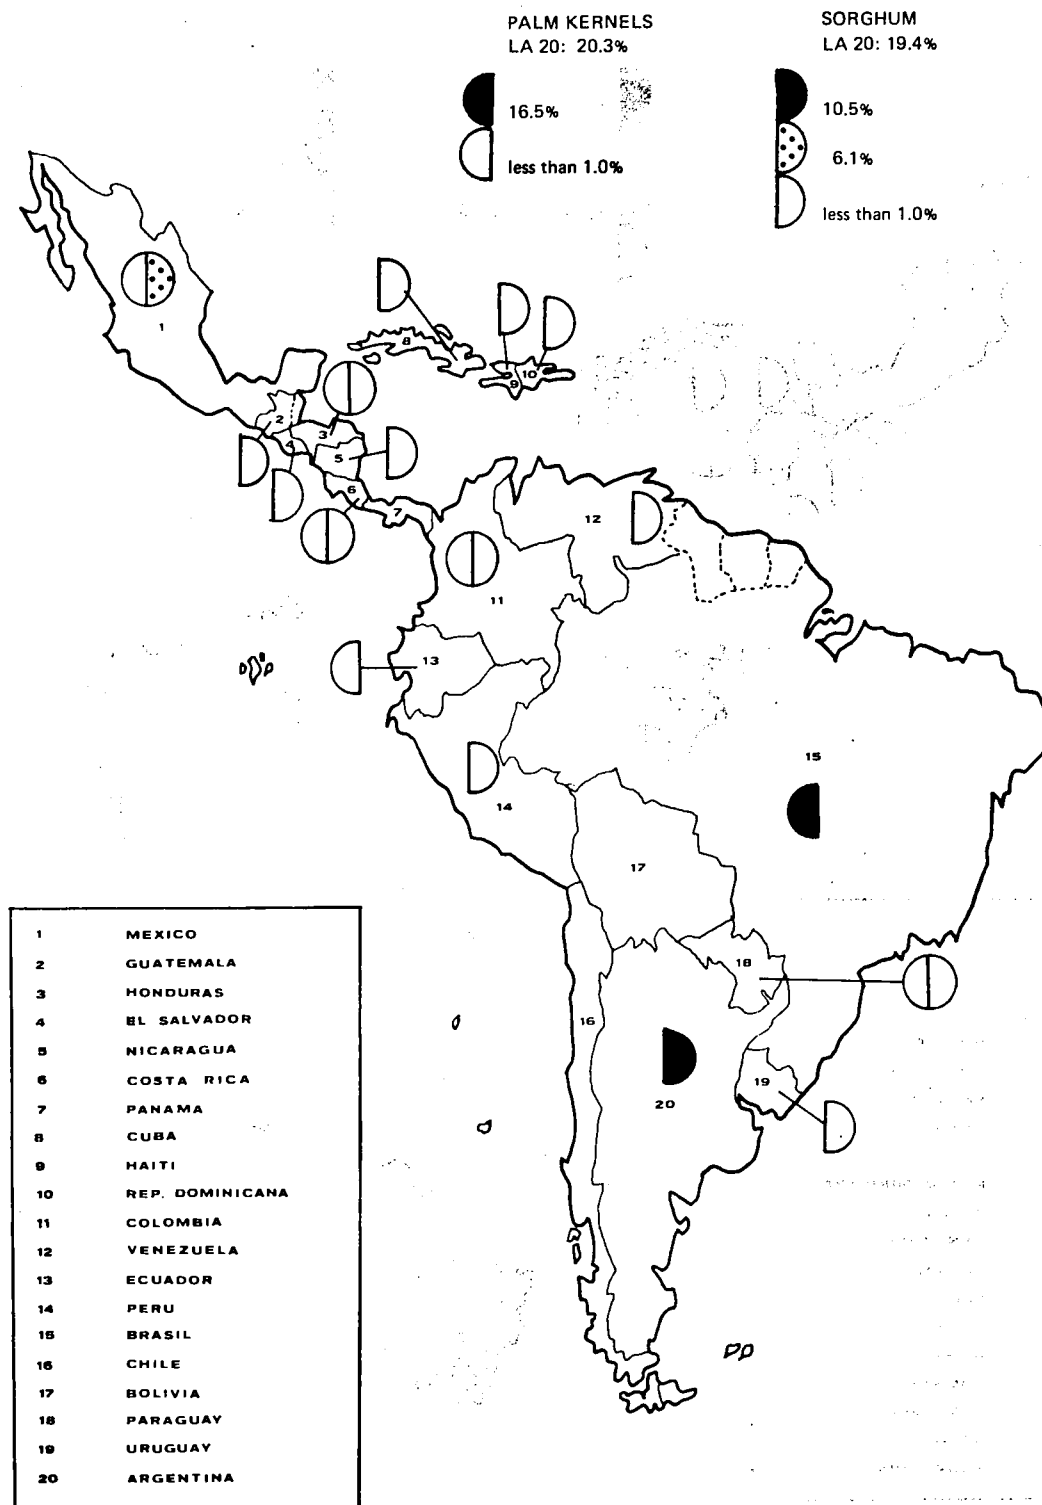 PALM KERNELS
LA 20: 20.3%
16.5%
less than 1.0%
SORGHUM
LA 20: 19.4%
10.5%
6.1%
less than 1.0%
1
8
10
9
2
3
4
5
6
7
12
11
13
15
14
17
18
16
19
20
1 MEXICO
2 GUATEMALA
3 HONDURAS
4 EL SALVADOR
5 NICARAGUA
6 COSTA RICA
7 PANAMA
8 CUBA
9 HAITI
10 REP. DOMINICANA
11 COLOMBIA
12 VENEZUELA
13 ECUADOR
14 PERU
15 BRASIL
16 CHILE
17 BOLIVIA
18 PARAGUAY
19 URUGUAY
20 ARGENTINA